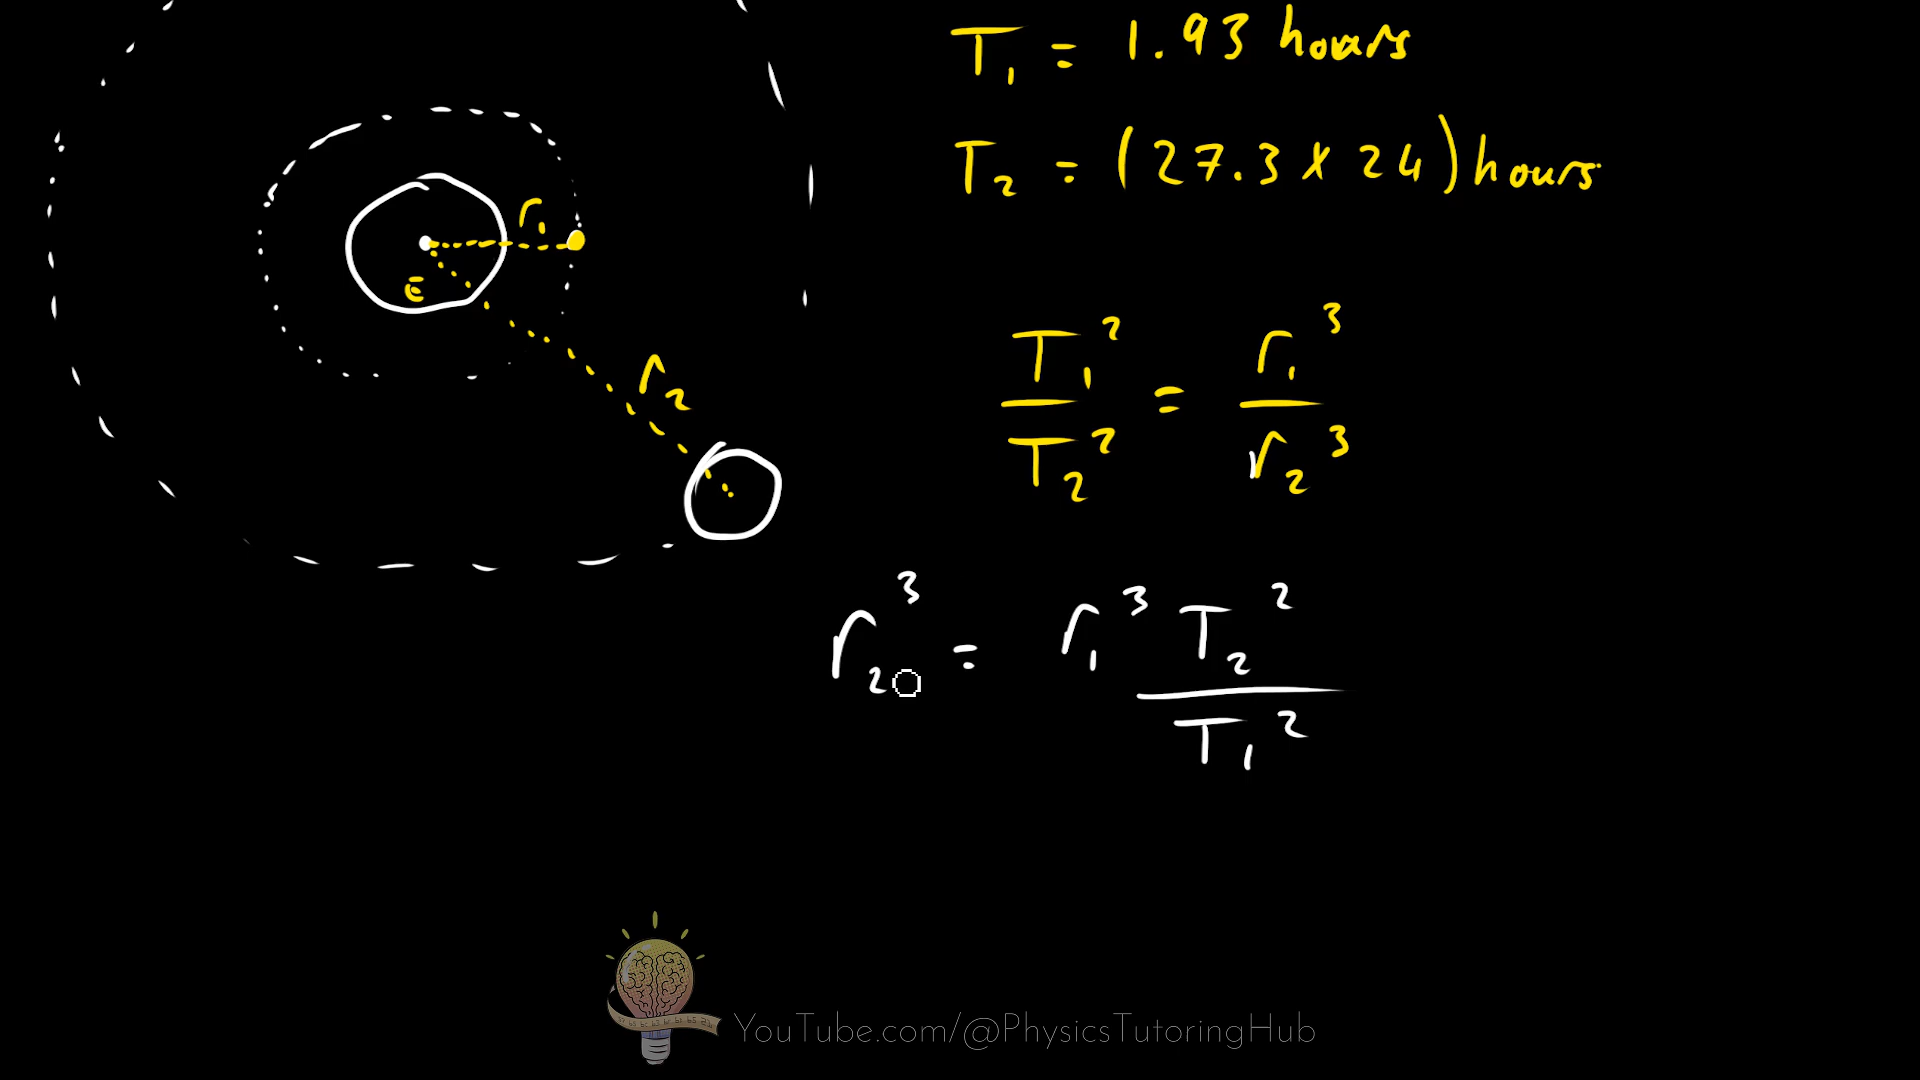 T₁ = 1.93 hours
T₂ = (27.3 x 24) hours
r₁
E
r₂
T₁² / T₂² = r₁³ / r₂³
r₂³ = r₁³ T₂² / T₁²
YouTube.com/@PhysicsTutoringHub